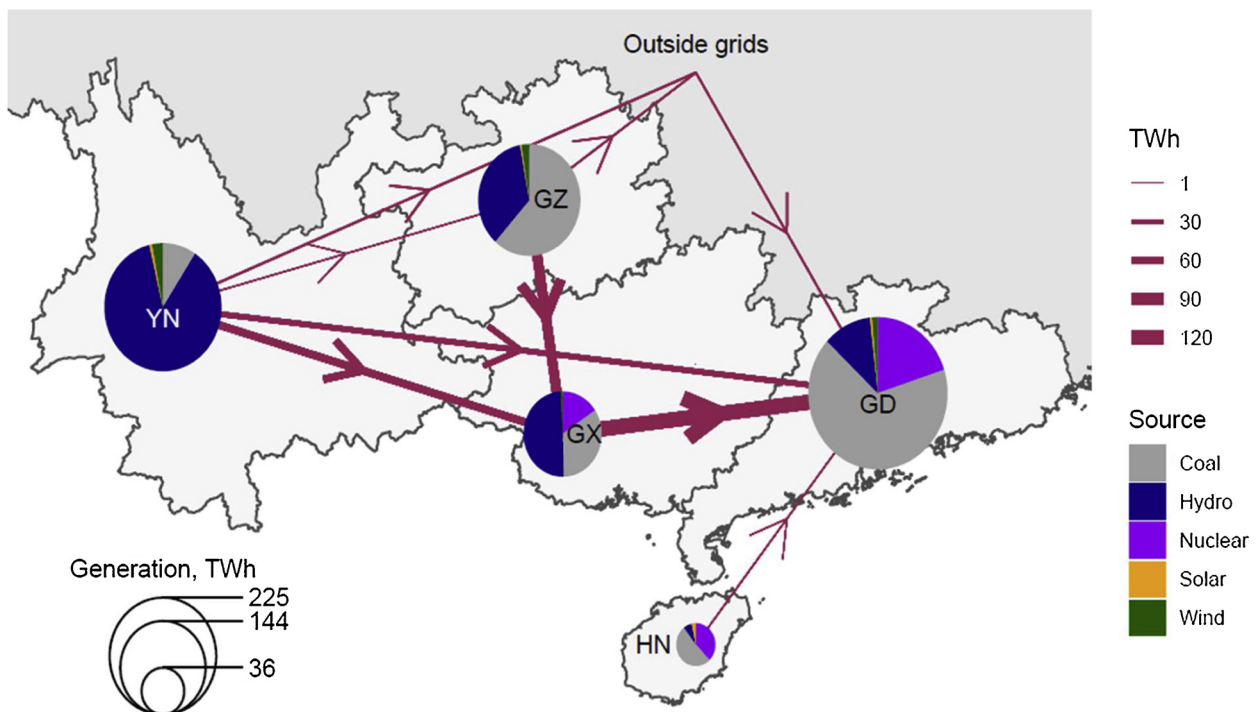 Outside grids
GZ
YN
GX
GD
HN
Generation, TWh
225
144
36
TWh
1
30
60
90
120
Source
Coal
Hydro
Nuclear
Solar
Wind